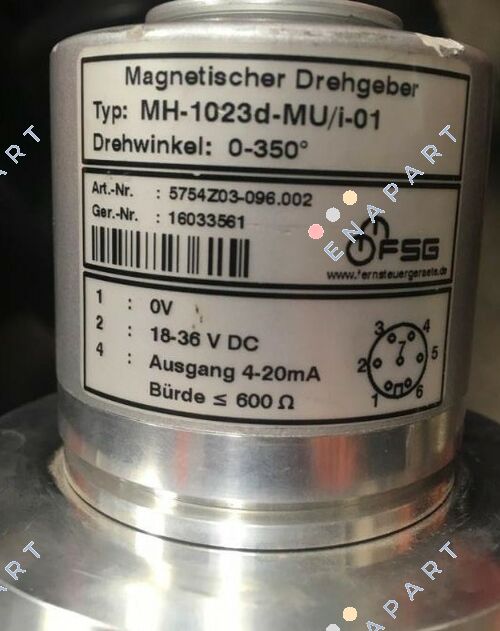 Magnetischer Drehgeber
Typ: MH-1023d-MU/i-01
Drehwinkel: 0-350°
Art.-Nr. : 5754Z03-096.002
Ger.-Nr. : 16033561
FSG
www.fernsteuergeraete.de
1 : 0V
2 : 18-36 V DC
4 : Ausgang 4-20mA
Bürde ≤ 600 Ω
3 4
2 7 5
1 6
ENAPART
ENAPART
ENAPART
ENAPART